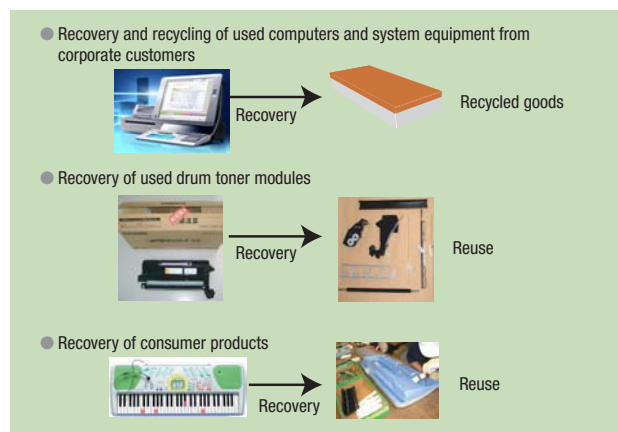 ● Recovery and recycling of used computers and system equipment from
corporate customers
Recovery
Recycled goods
● Recovery of used drum toner modules
Recovery
Reuse
● Recovery of consumer products
Recovery
Reuse